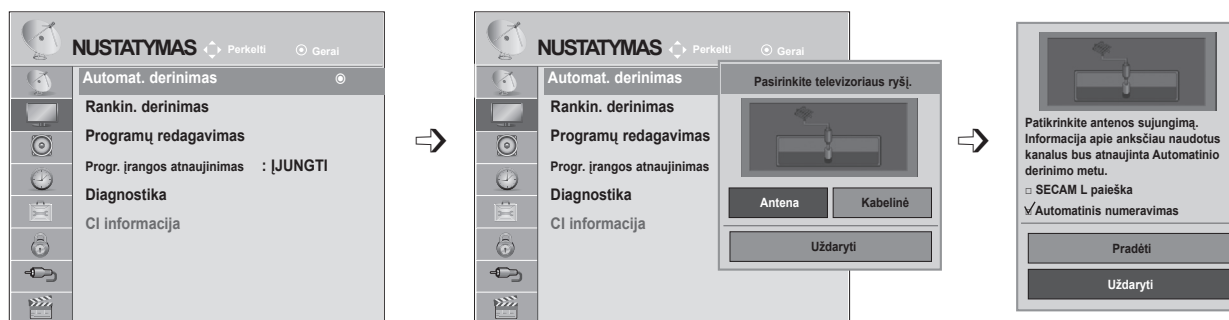 NUSTATYMAS Perkelti Gerai
Automat. derinimas
Rankin. derinimas
Programų redagavimas
Progr. įrangos atnaujinimas : ĮJUNGTI
Diagnostika
CI informacija
NUSTATYMAS Perkelti Gerai
Automat. derinimas
Rankin. derinimas
Programų redagavimas
Progr. įrangos atnaujinimas
Diagnostika
CI informacija
Pasirinkite televizoriaus ryšį.
Antena Kabelinė
Uždaryti
Patikrinkite antenos sujungimą.
Informacija apie anksčiau naudotus
kanalus bus atnaujinta Automatinio
derinimo metu.
□ SECAM L paieška
Automatinis numeravimas
Pradėti
Uždaryti